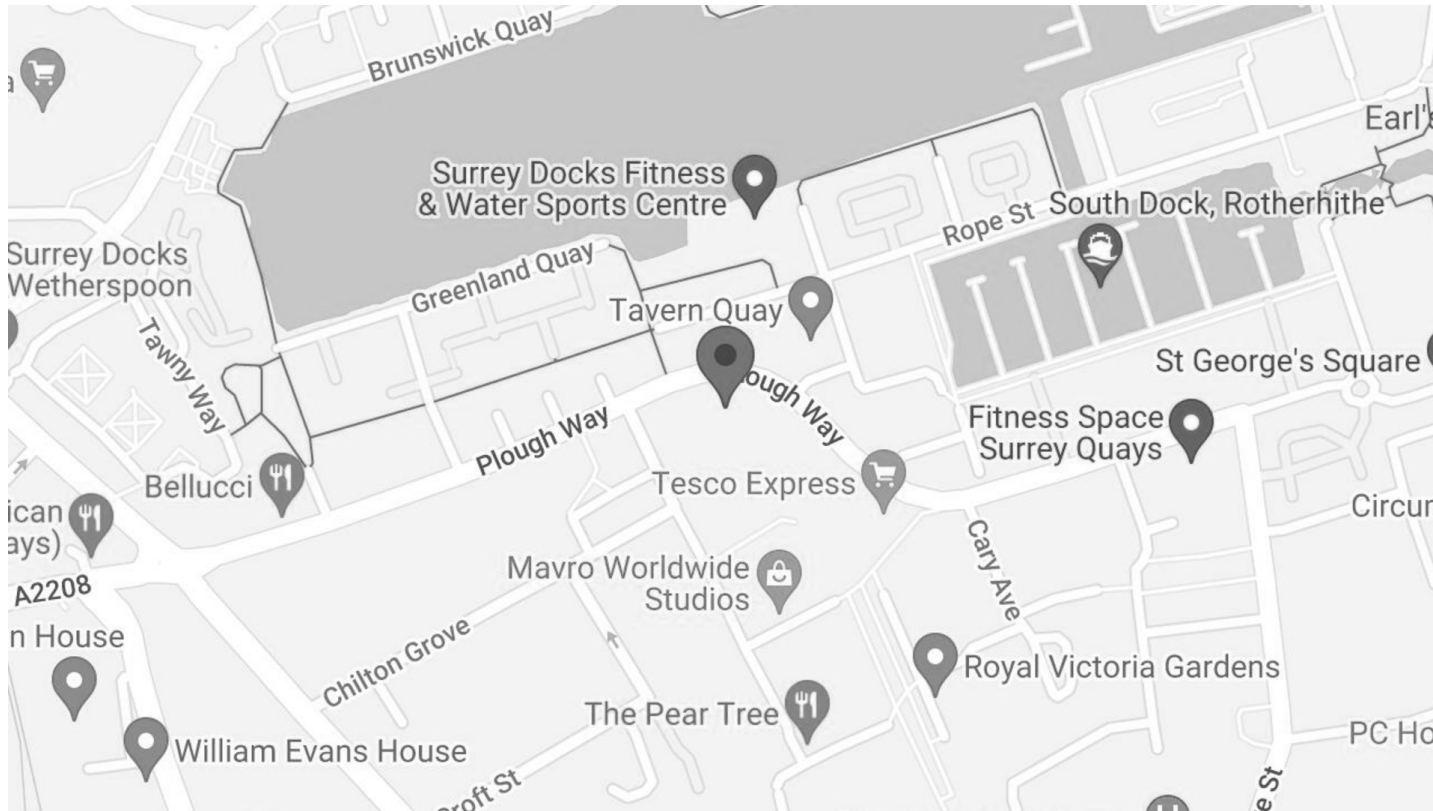 Brunswick Quay
Earl's
Surrey Docks Fitness
& Water Sports Centre
South Dock, Rotherhithe
Rope St
Surrey Docks
Wetherspoon
Greenland Quay
Tavern Quay
Tawny Way
St George's Square
Plough Way
Plough Way
Fitness Space
Surrey Quays
Bellucci
Tesco Express
ican
ays)
Circur
A2208
Mavro Worldwide
Studios
Cary Ave
n House
Chilton Grove
Royal Victoria Gardens
The Pear Tree
William Evans House
PC Ho
Croft St
e St